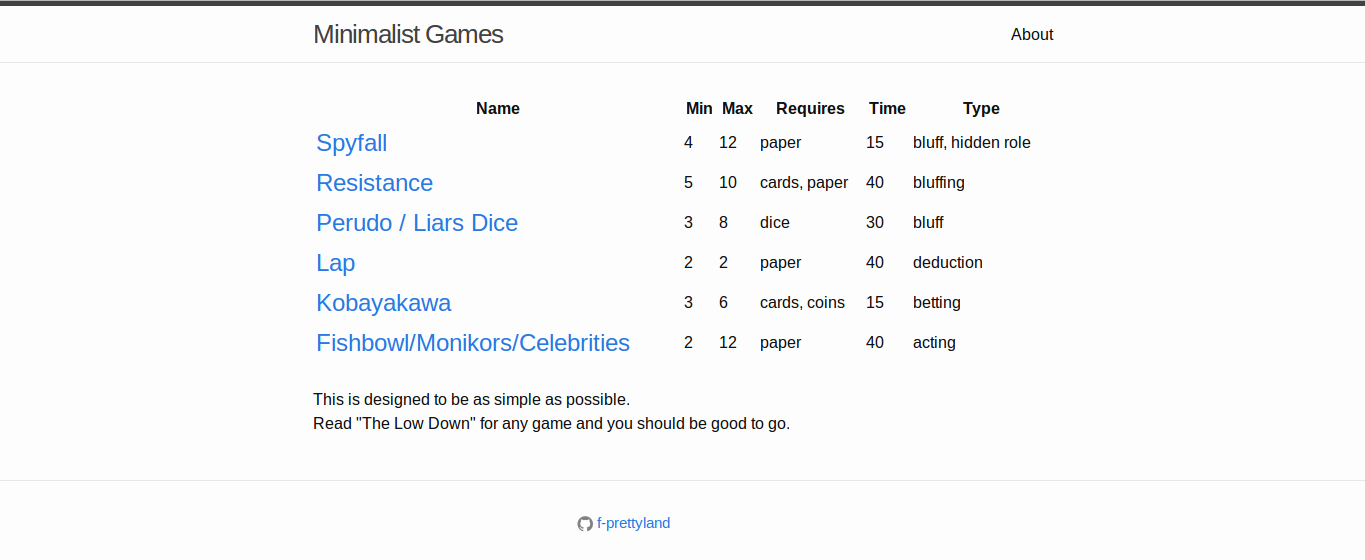 Minimalist Games About
Name Min Max Requires Time Type
Spyfall 4 12 paper 15 bluff, hidden role
Resistance 5 10 cards, paper 40 bluffing
Perudo / Liars Dice 3 8 dice 30 bluff
Lap 2 2 paper 40 deduction
Kobayakawa 3 6 cards, coins 15 betting
Fishbowl/Monikors/Celebrities 2 12 paper 40 acting
This is designed to be as simple as possible.
Read "The Low Down" for any game and you should be good to go.
f-prettyland